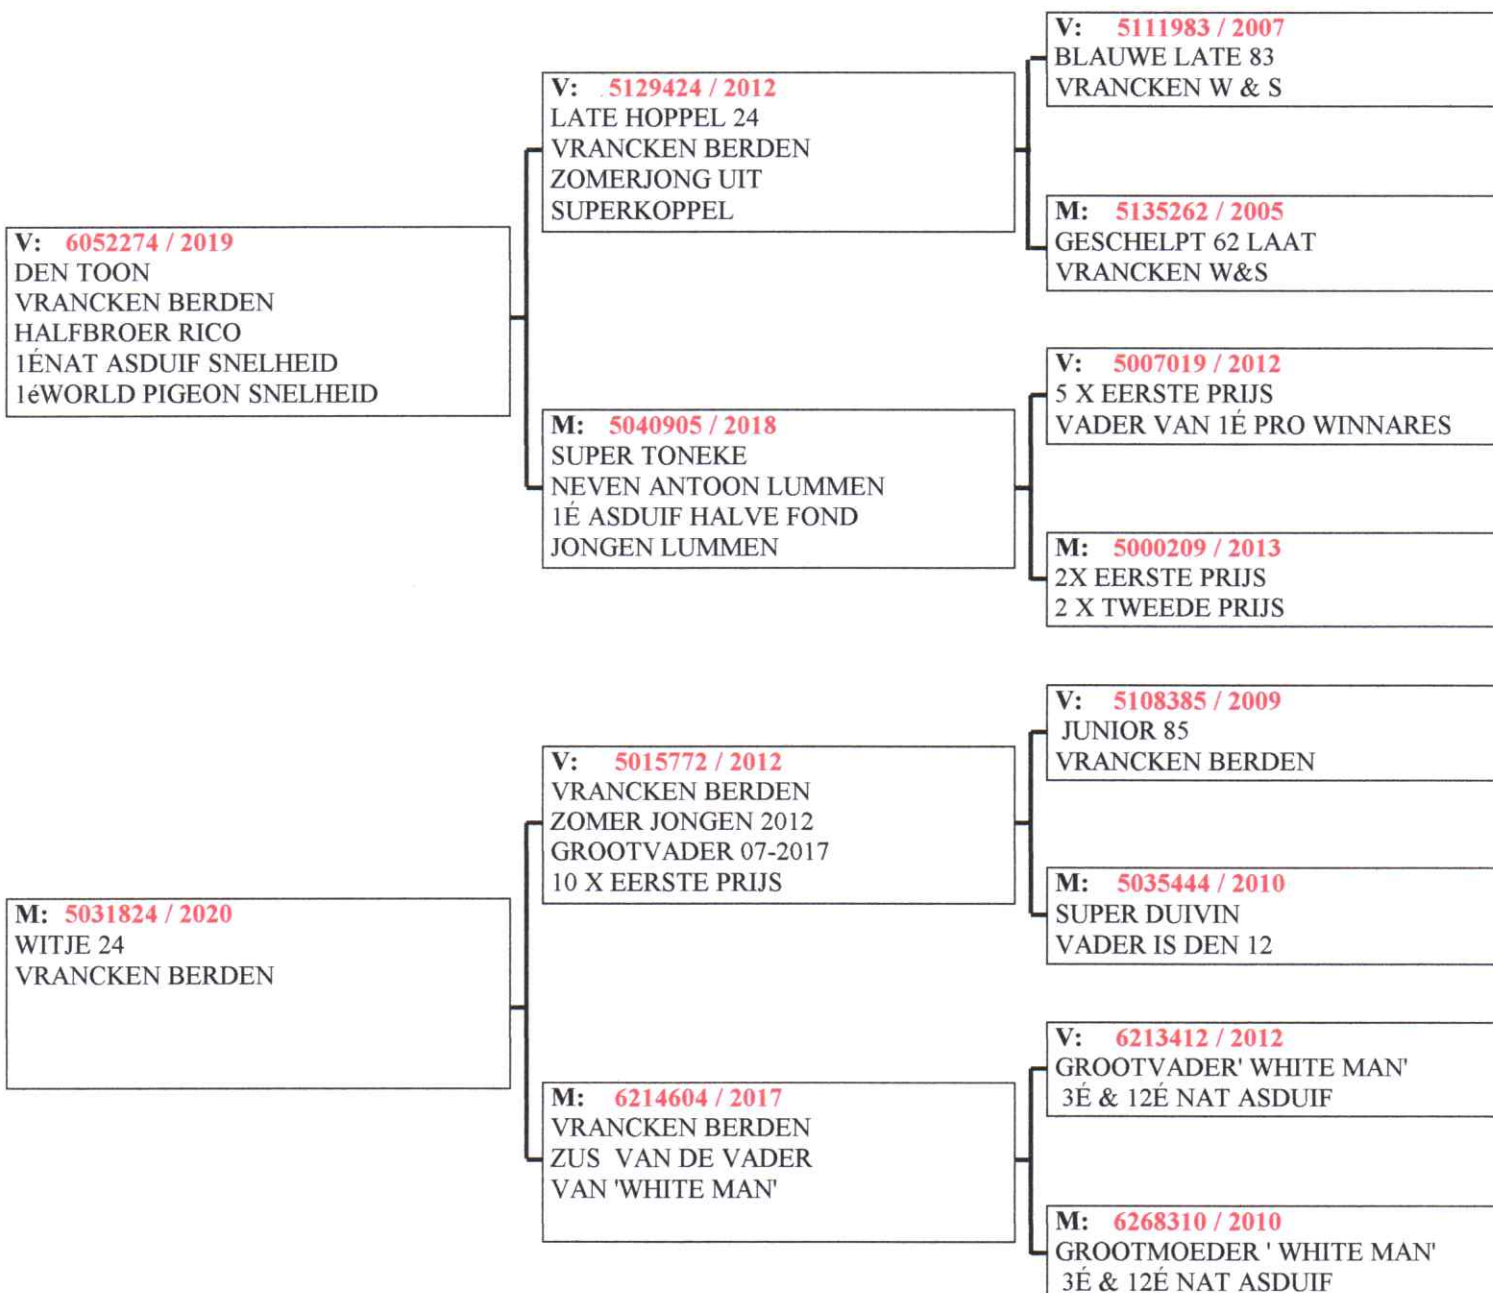 V: 6052274 / 2019
DEN TOON
VRANCKEN BERDEN
HALFBROER RICO
1ÉNAT ASDUIF SNELHEID
1éWORLD PIGEON SNELHEID
M: 5031824 / 2020
WITJE 24
VRANCKEN BERDEN
V: 5129424 / 2012
LATE HOPPEL 24
VRANCKEN BERDEN
ZOMERJONG UIT
SUPERKOPPEL
M: 5040905 / 2018
SUPER TONEKE
NEVEN ANTOON LUMMEN
1É ASDUIF HALVE FOND
JONGEN LUMMEN
V: 5015772 / 2012
VRANCKEN BERDEN
ZOMER JONGEN 2012
GROOTVADER 07-2017
10 X EERSTE PRIJS
M: 6214604 / 2017
VRANCKEN BERDEN
ZUS VAN DE VADER
VAN 'WHITE MAN'
V: 5111983 / 2007
BLAUWE LATE 83
VRANCKEN W & S
M: 5135262 / 2005
GESCHELPT 62 LAAT
VRANCKEN W&S
V: 5007019 / 2012
5 X EERSTE PRIJS
VADER VAN 1É PRO WINNARES
M: 5000209 / 2013
2X EERSTE PRIJS
2 X TWEEDE PRIJS
V: 5108385 / 2009
JUNIOR 85
VRANCKEN BERDEN
M: 5035444 / 2010
SUPER DUIVIN
VADER IS DEN 12
V: 6213412 / 2012
GROOTVADER' WHITE MAN'
3É & 12É NAT ASDUIF
M: 6268310 / 2010
GROOTMOEDER ' WHITE MAN'
3É & 12É NAT ASDUIF